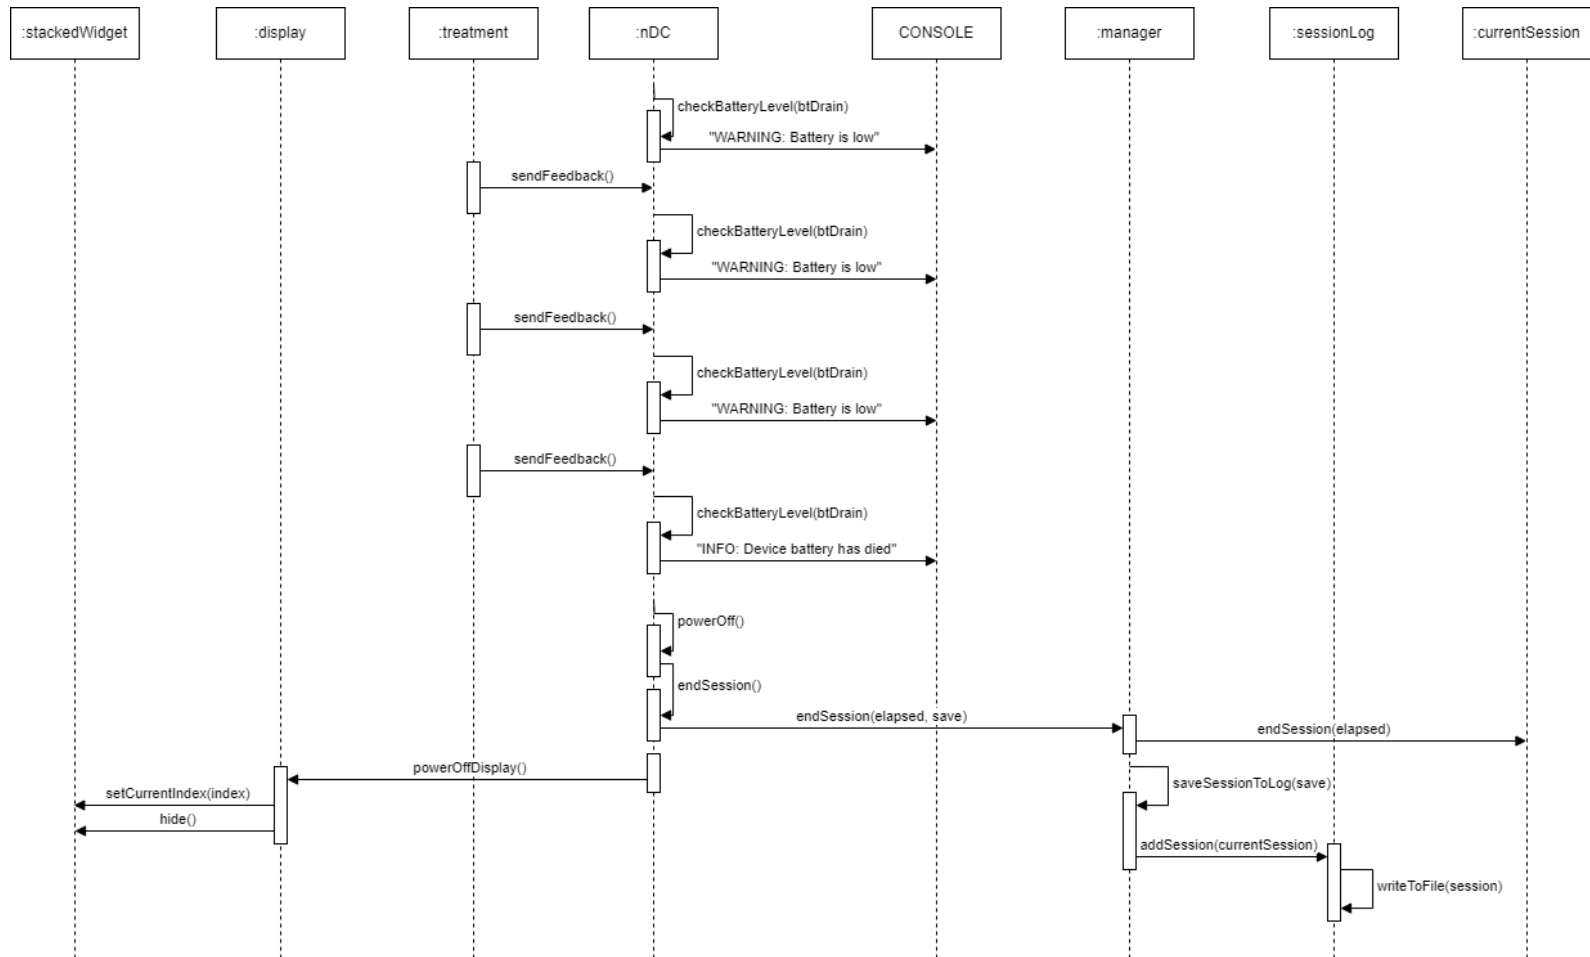 :stackedWidget
:display
:treatment
:nDC
CONSOLE
:manager
:sessionLog
:currentSession
checkBatteryLevel(btDrain)
"WARNING: Battery is low"
sendFeedback()
checkBatteryLevel(btDrain)
"WARNING: Battery is low"
sendFeedback()
checkBatteryLevel(btDrain)
"WARNING: Battery is low"
sendFeedback()
checkBatteryLevel(btDrain)
"INFO: Device battery has died"
powerOff()
endSession()
endSession(elapsed, save)
endSession(elapsed)
powerOffDisplay()
saveSessionToLog(save)
setCurrentIndex(index)
hide()
addSession(currentSession)
writeToFile(session)